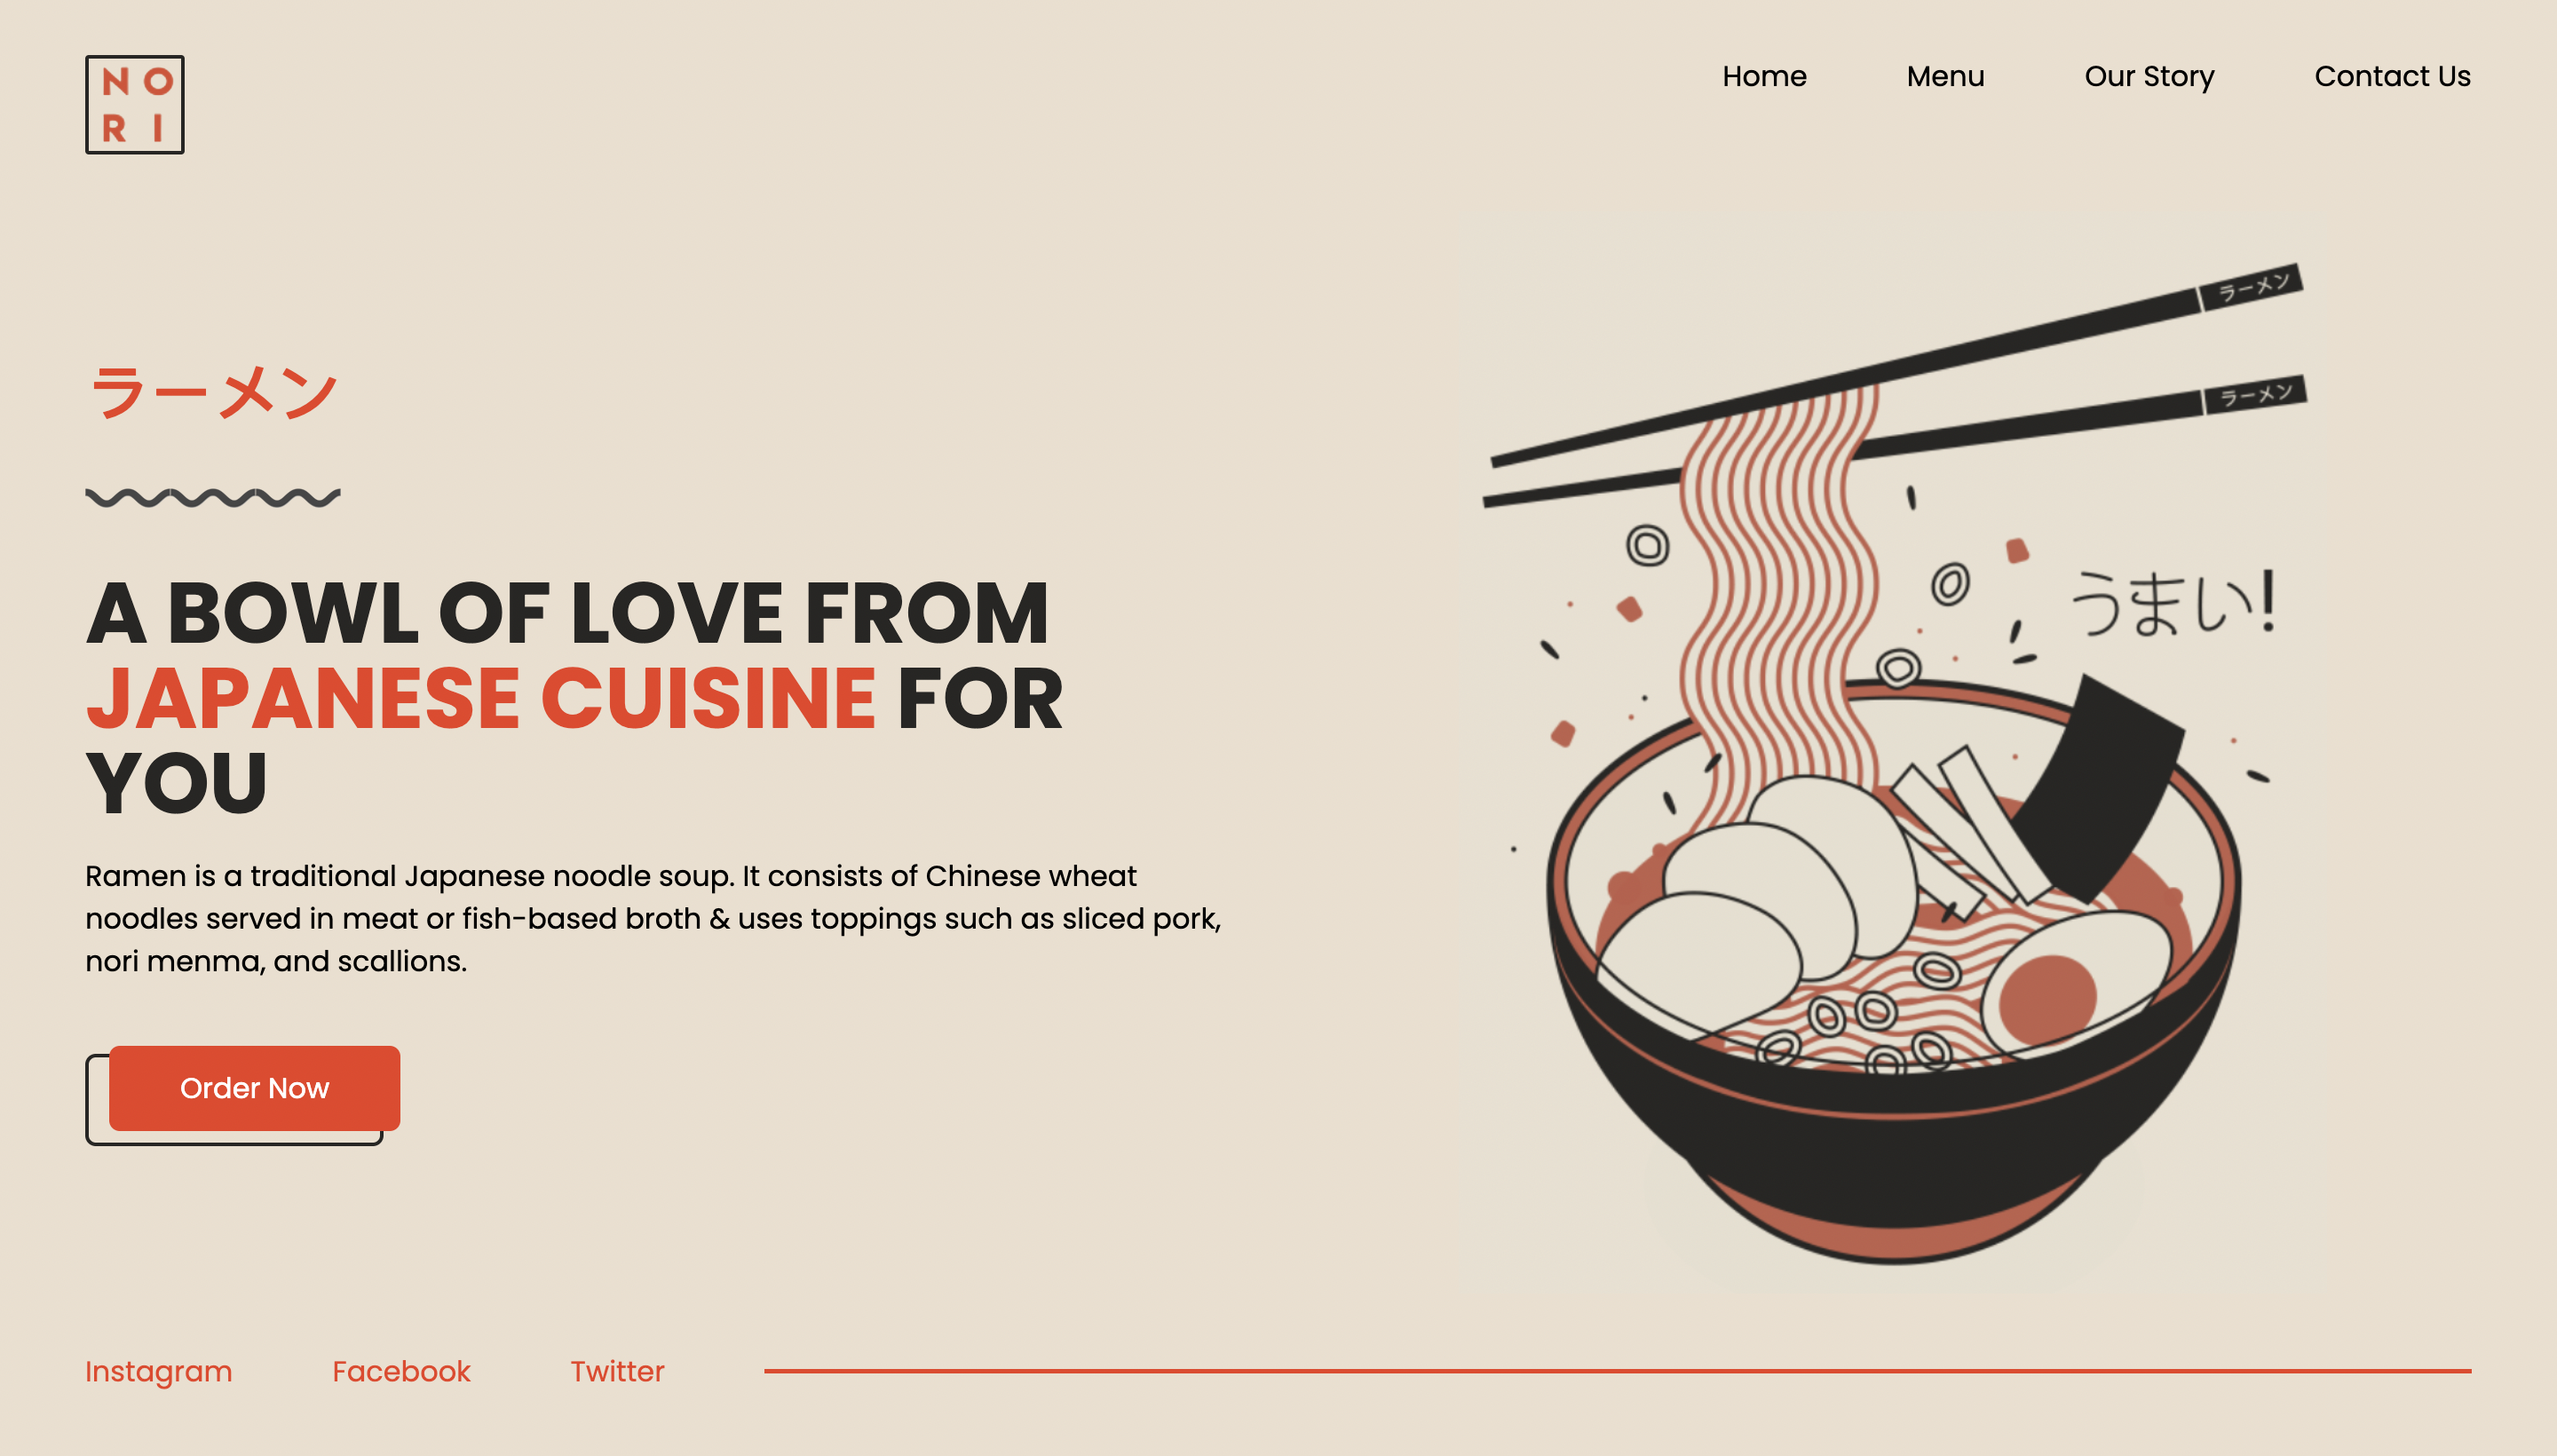 NO
RI
Home Menu Our Story Contact Us
ラーメン
A BOWL OF LOVE FROM
JAPANESE CUISINE FOR
YOU
Ramen is a traditional Japanese noodle soup. It consists of Chinese wheat
noodles served in meat or fish-based broth & uses toppings such as sliced pork,
nori menma, and scallions.
Order Now
ラーメン
ラーメン
うまい!
Instagram Facebook Twitter